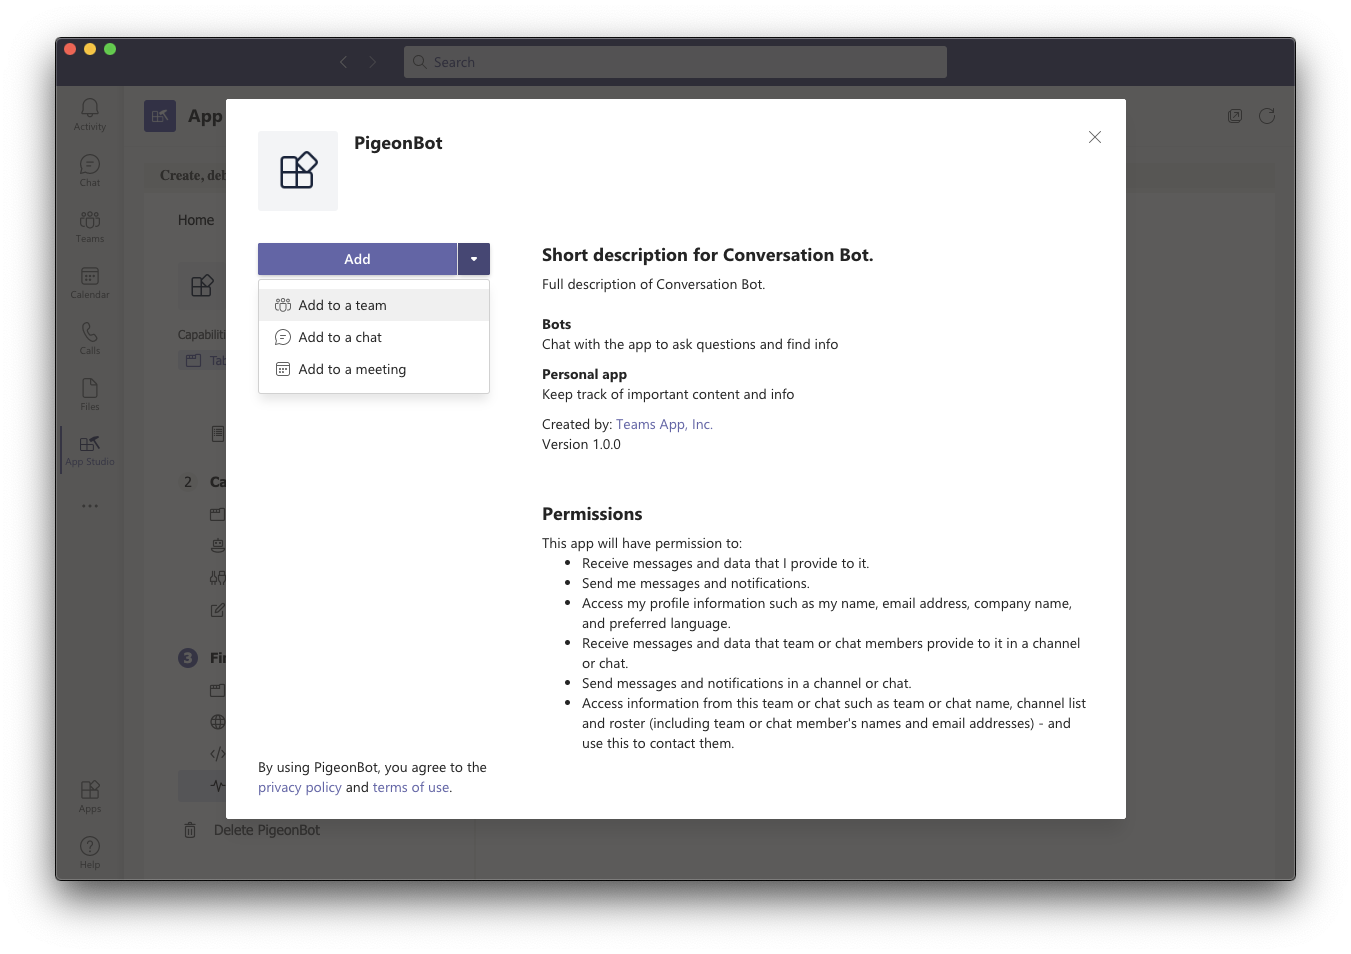 Search
Activity
Chat
Teams
Calendar
Calls
Files
App Studio
Apps
Help
App
Create, deb
Home
2
3
Delete PigeonBot
PigeonBot
Add
Add to a team
Add to a chat
Add to a meeting
By using PigeonBot, you agree to the
privacy policy and terms of use.
Short description for Conversation Bot.
Full description of Conversation Bot.
Bots
Chat with the app to ask questions and find info
Personal app
Keep track of important content and info
Created by: Teams App, Inc.
Version 1.0.0
Permissions
This app will have permission to:
• Receive messages and data that I provide to it.
• Send me messages and notifications.
• Access my profile information such as my name, email address, company name,
and preferred language.
• Receive messages and data that team or chat members provide to it in a channel
or chat.
• Send messages and notifications in a channel or chat.
• Access information from this team or chat such as team or chat name, channel list
and roster (including team or chat member's names and email addresses) - and
use this to contact them.